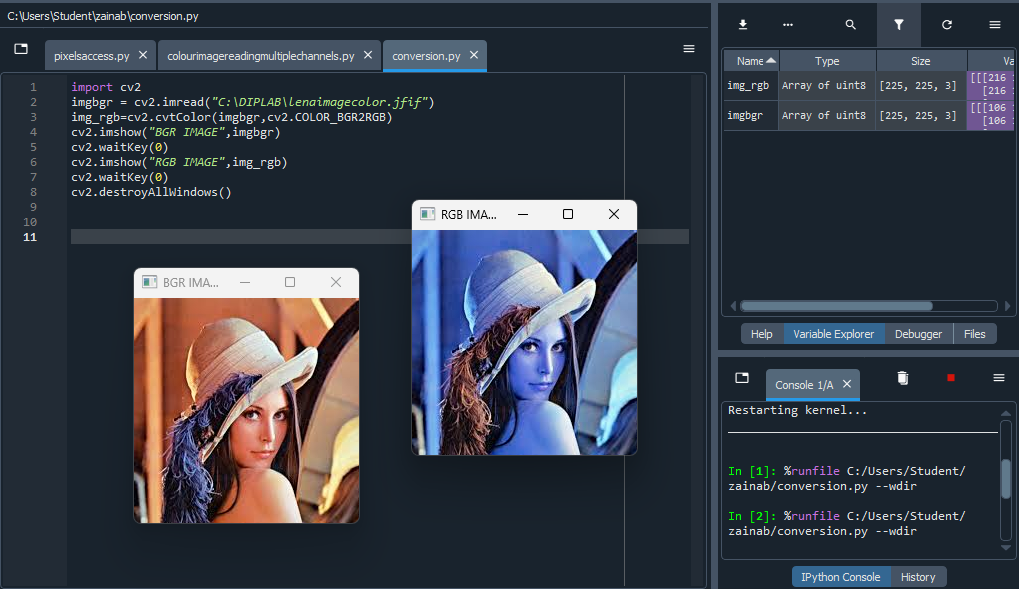 C:\Users\Student\zainab\conversion.py
pixelsaccess.py
colourimagereadingmultiplechannels.py
conversion.py
1 import cv2
2 imgbgr = cv2.imread("C:\DIPLAB\lenaimagecolor.jfif")
3 img_rgb=cv2.cvtColor(imgbgr,cv2.COLOR_BGR2RGB)
4 cv2.imshow("BGR IMAGE",imgbgr)
5 cv2.waitKey(0)
6 cv2.imshow("RGB IMAGE",img_rgb)
7 cv2.waitKey(0)
8 cv2.destroyAllWindows()
9
10
11
RGB IMA...
BGR IMA...
Name Type Size Va
img_rgb Array of uint8 [225, 225, 3] [[[216
[216
imgbgr Array of uint8 [225, 225, 3] [[[106
[106
Help Variable Explorer Debugger Files
Console 1/A
Restarting kernel...
In [1]: %runfile C:/Users/Student/
zainab/conversion.py --wdir
In [2]: %runfile C:/Users/Student/
zainab/conversion.py --wdir
IPython Console History